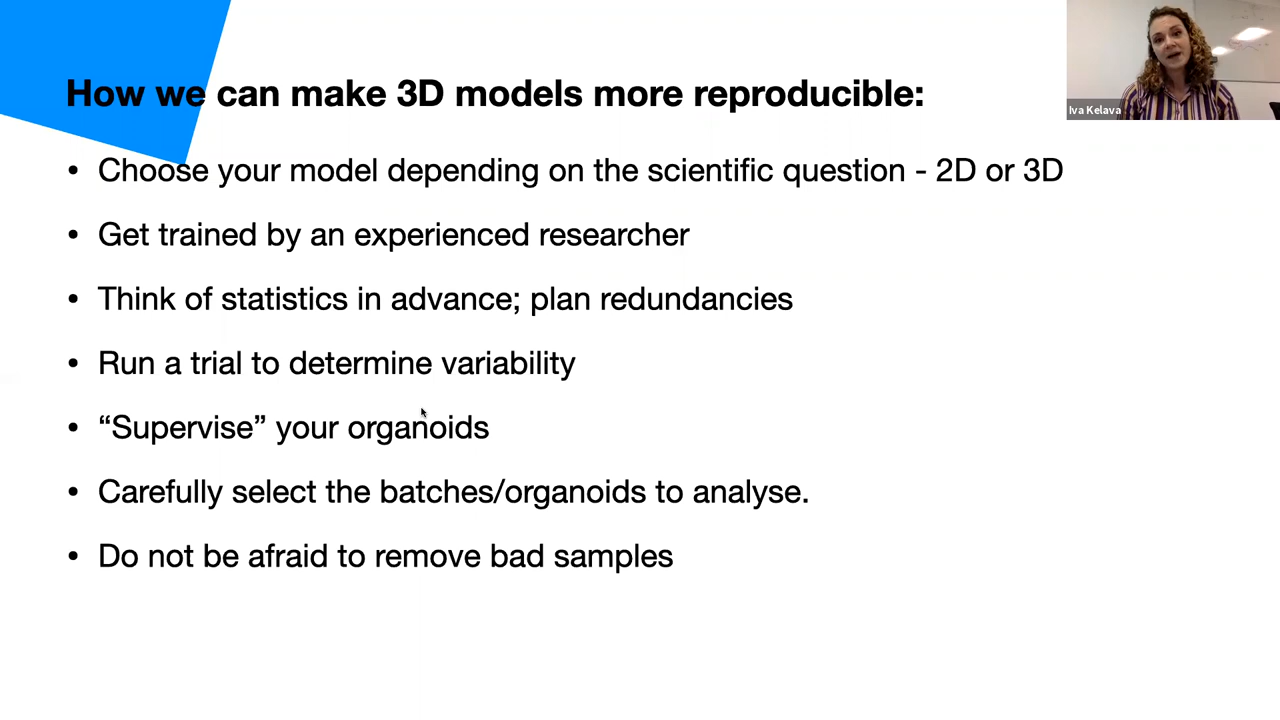 How we can make 3D models more reproducible:
Iva Kelava
• Choose your model depending on the scientific question - 2D or 3D
• Get trained by an experienced researcher
• Think of statistics in advance; plan redundancies
• Run a trial to determine variability
• “Supervise” your organoids
• Carefully select the batches/organoids to analyse.
• Do not be afraid to remove bad samples